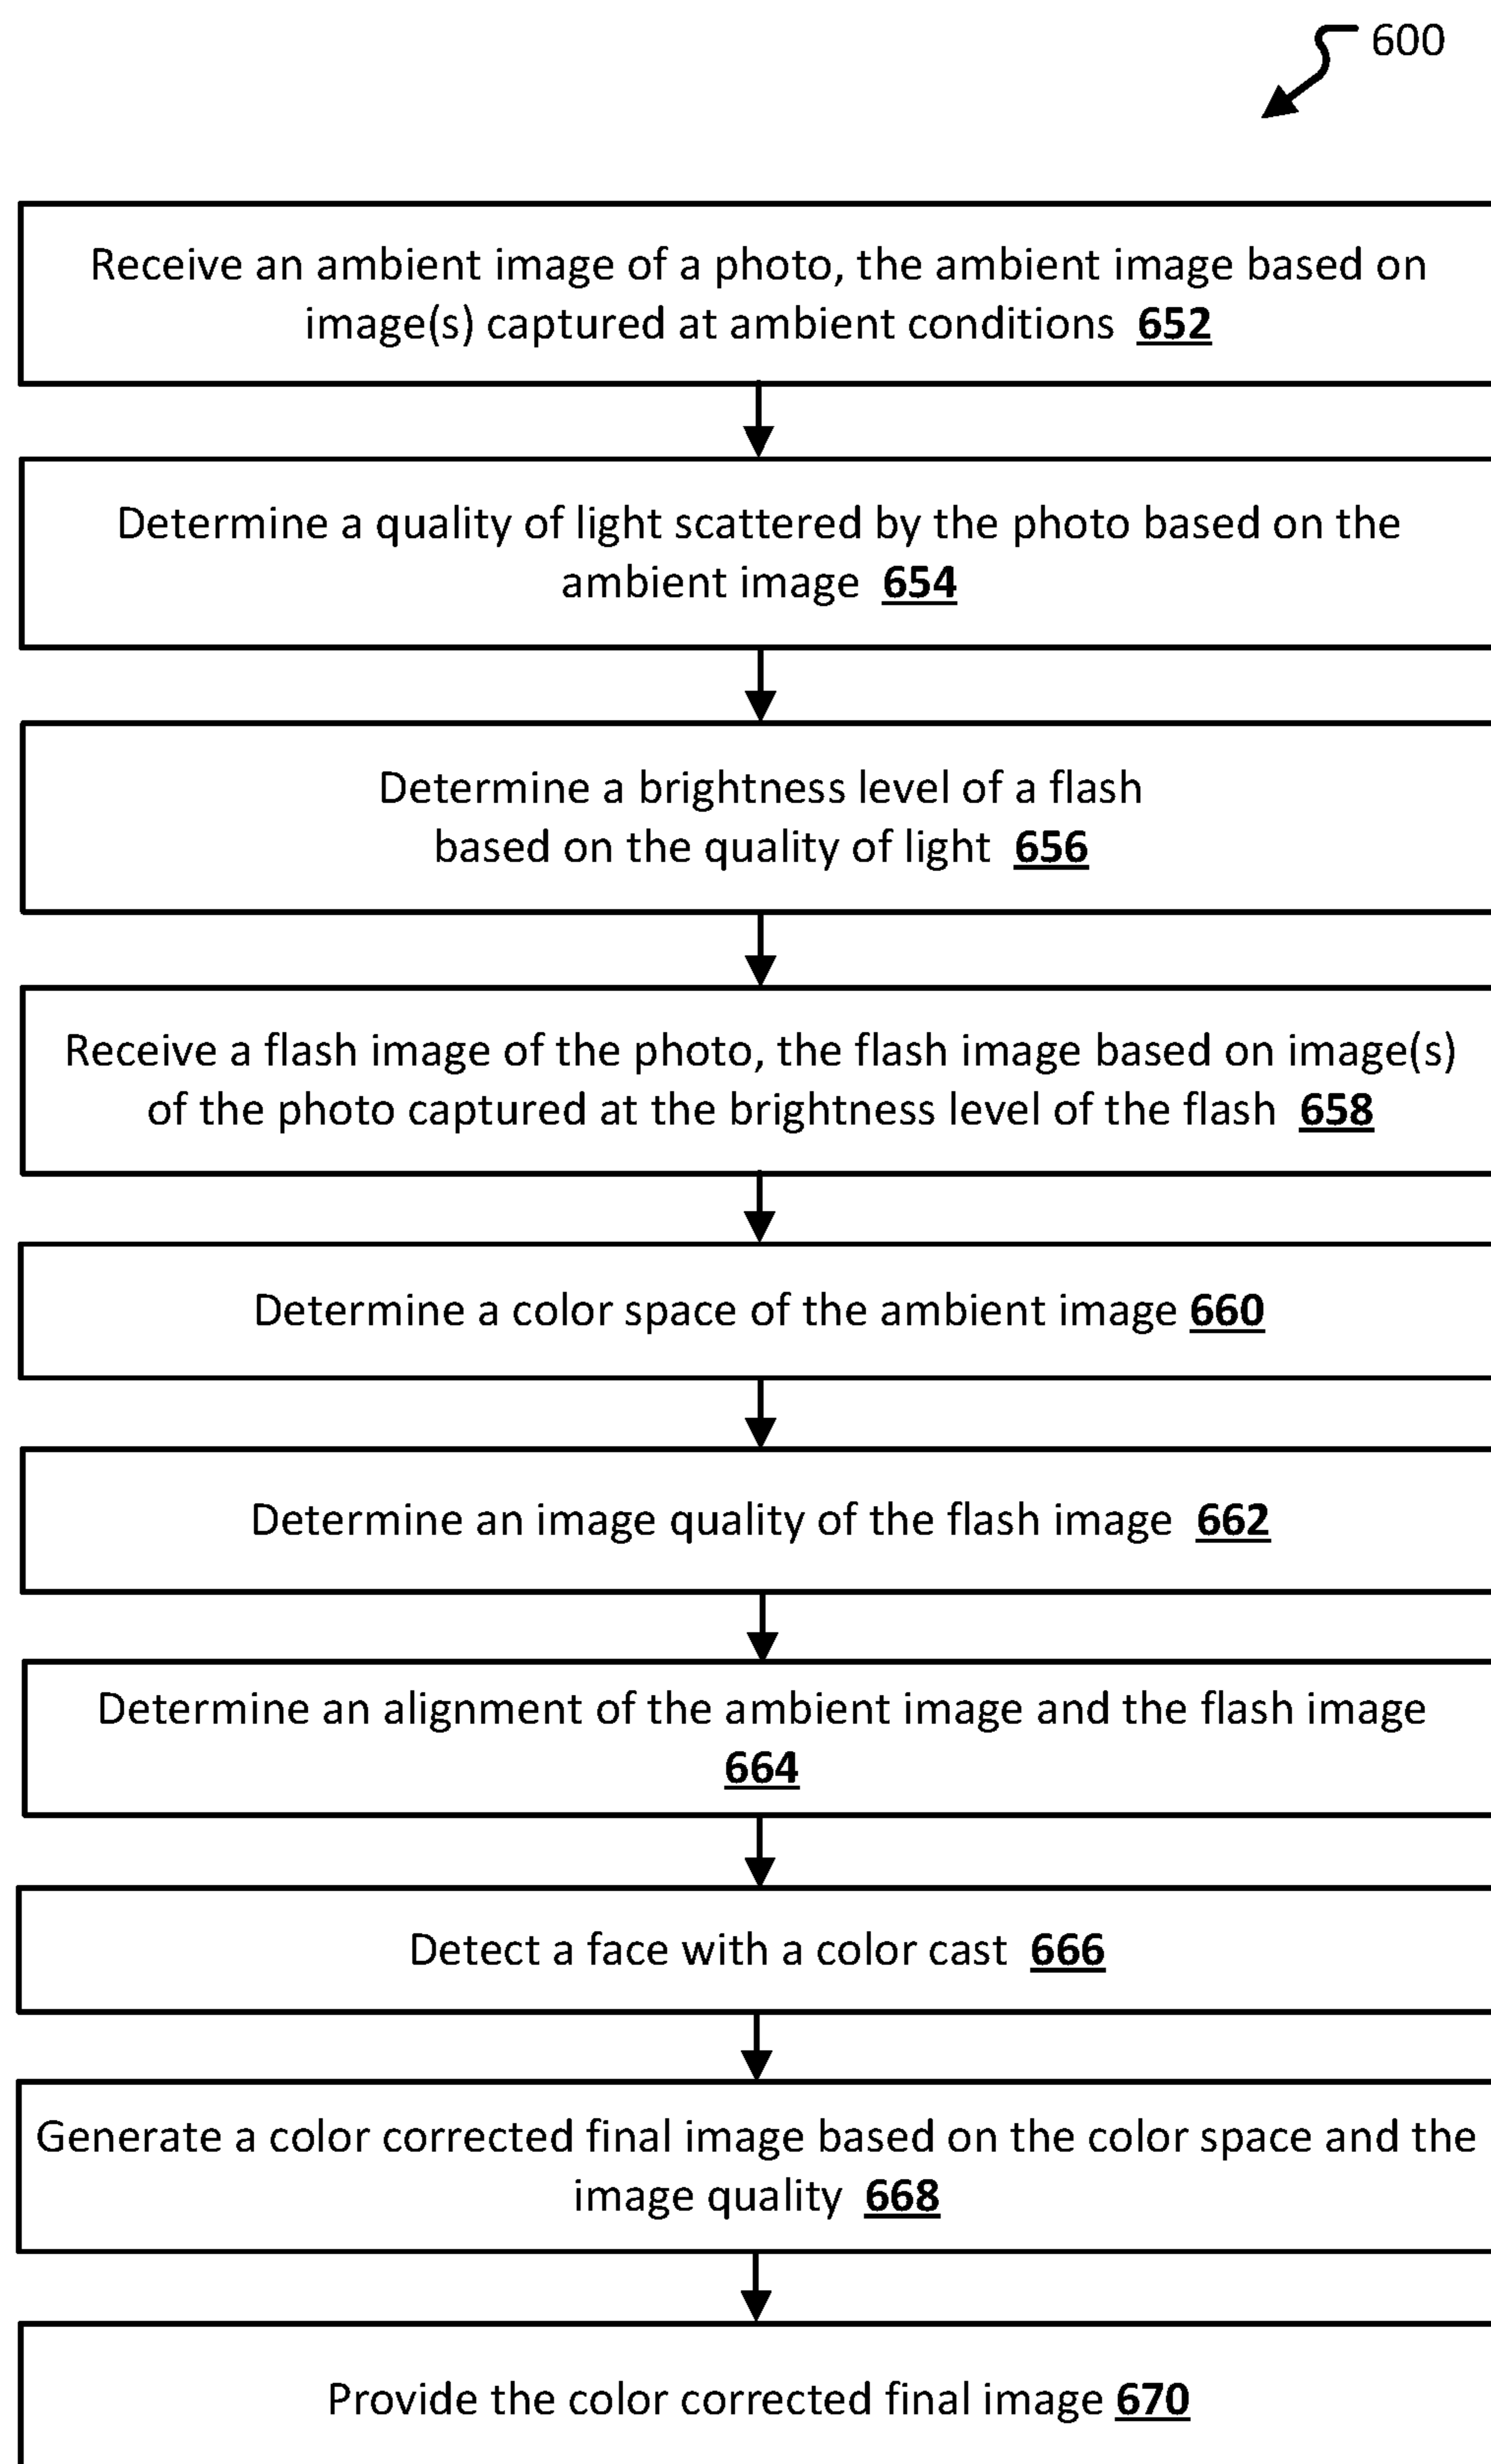 600
Receive an ambient image of a photo, the ambient image based on
image(s) captured at ambient conditions 652
Determine a quality of light scattered by the photo based on the
ambient image 654
Determine a brightness level of a flash
based on the quality of light 656
Receive a flash image of the photo, the flash image based on image(s)
of the photo captured at the brightness level of the flash 658
Determine a color space of the ambient image 660
Determine an image quality of the flash image 662
Determine an alignment of the ambient image and the flash image
664
Detect a face with a color cast 666
Generate a color corrected final image based on the color space and the
image quality 668
Provide the color corrected final image 670